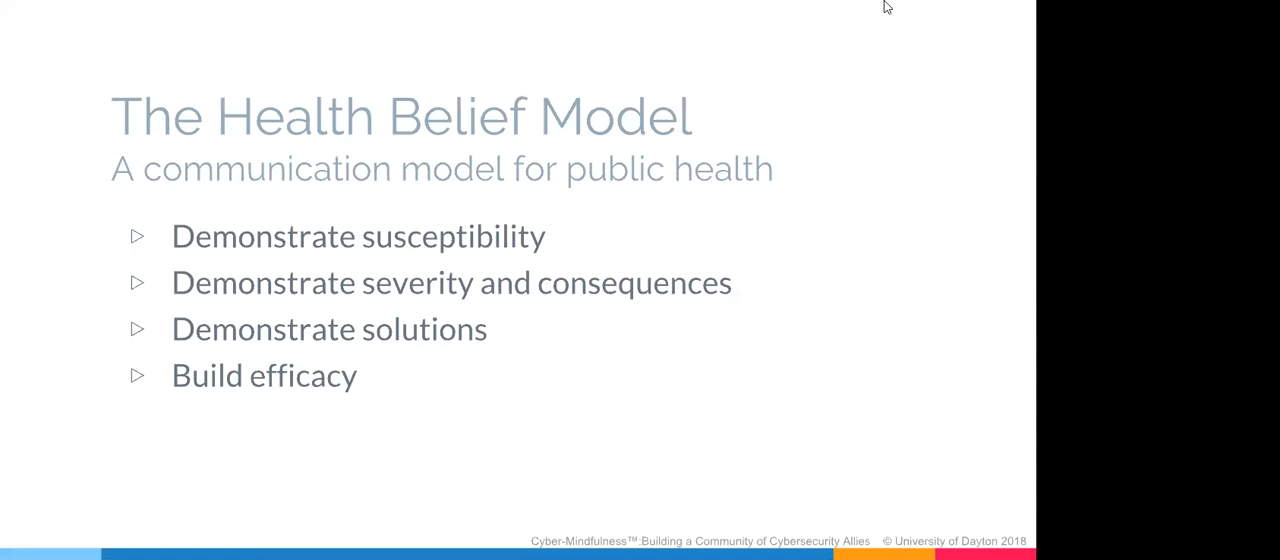 The Health Belief Model
A communication model for public health
Demonstrate susceptibility
Demonstrate severity and consequences
Demonstrate solutions
Build efficacy
Cyber-Mindfulness™:Building a Community of Cybersecurity Allies © University of Dayton 2018